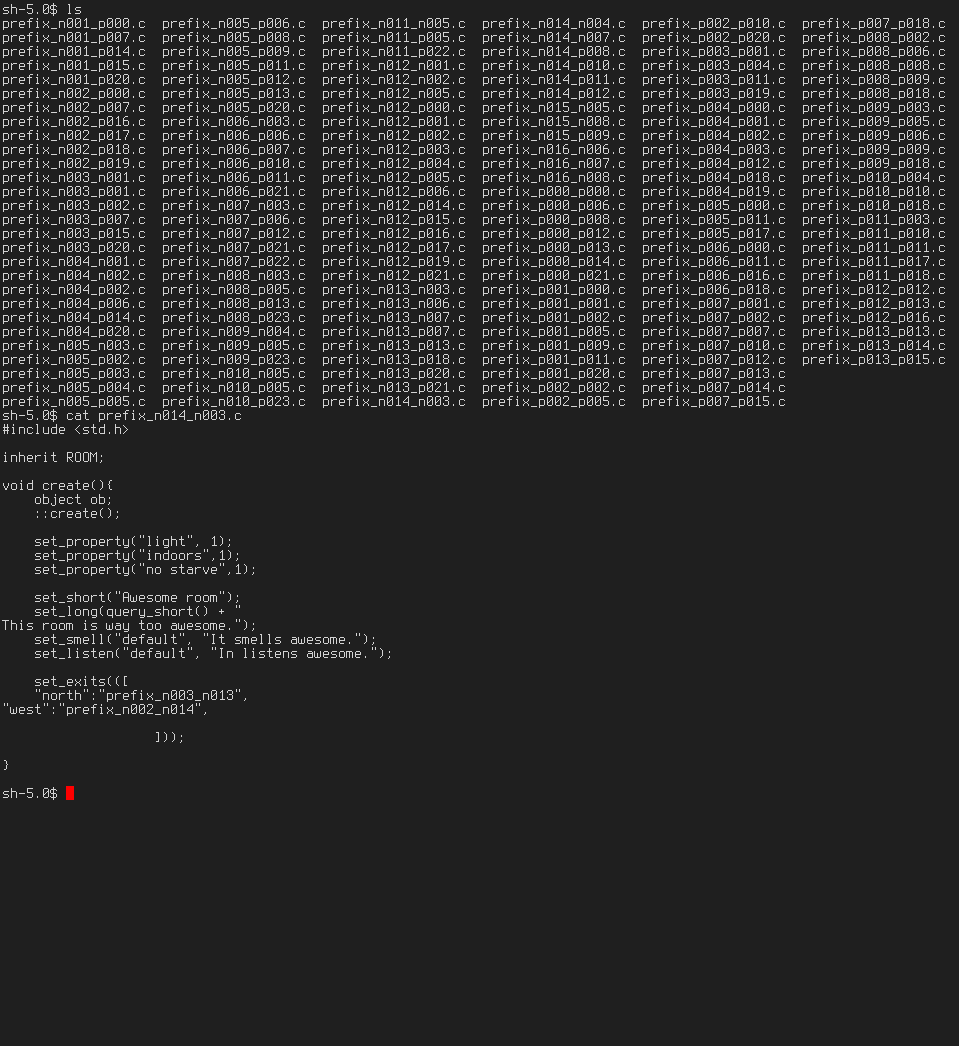 sh-5.0$ ls
prefix_n001_p000.c  prefix_n005_p006.c  prefix_n011_n005.c  prefix_n014_n004.c  prefix_p002_p010.c  prefix_p007_p018.c
prefix_n001_p007.c  prefix_n005_p008.c  prefix_n011_p005.c  prefix_n014_n007.c  prefix_p002_p020.c  prefix_p008_p002.c
prefix_n001_p014.c  prefix_n005_p009.c  prefix_n011_p022.c  prefix_n014_p008.c  prefix_p003_p001.c  prefix_p008_p006.c
prefix_n001_p015.c  prefix_n005_p011.c  prefix_n012_n001.c  prefix_n014_p010.c  prefix_p003_p004.c  prefix_p008_p008.c
prefix_n001_p020.c  prefix_n005_p012.c  prefix_n012_n002.c  prefix_n014_p011.c  prefix_p003_p011.c  prefix_p008_p009.c
prefix_n002_p000.c  prefix_n005_p013.c  prefix_n012_n005.c  prefix_n014_p012.c  prefix_p003_p019.c  prefix_p008_p018.c
prefix_n002_p007.c  prefix_n005_p020.c  prefix_n012_p000.c  prefix_n015_n005.c  prefix_p004_p000.c  prefix_p009_p003.c
prefix_n002_p016.c  prefix_n006_p003.c  prefix_n012_p001.c  prefix_n015_p008.c  prefix_p004_p001.c  prefix_p009_p005.c
prefix_n002_p017.c  prefix_n006_p006.c  prefix_n012_p002.c  prefix_n015_p009.c  prefix_p004_p002.c  prefix_p009_p006.c
prefix_n002_p018.c  prefix_n006_p007.c  prefix_n012_p003.c  prefix_n016_n006.c  prefix_p004_p003.c  prefix_p009_p009.c
prefix_n002_p019.c  prefix_n006_p010.c  prefix_n012_p004.c  prefix_n016_n007.c  prefix_p004_p012.c  prefix_p009_p018.c
prefix_n003_n001.c  prefix_n006_p011.c  prefix_n012_p005.c  prefix_n016_p008.c  prefix_p004_p018.c  prefix_p010_p004.c
prefix_n003_p001.c  prefix_n006_p021.c  prefix_n012_p006.c  prefix_p000_p000.c  prefix_p004_p019.c  prefix_p010_p010.c
prefix_n003_p002.c  prefix_n007_p003.c  prefix_n012_p014.c  prefix_p000_p006.c  prefix_p005_p000.c  prefix_p010_p018.c
prefix_n003_p007.c  prefix_n007_p006.c  prefix_n012_p015.c  prefix_p000_p008.c  prefix_p005_p011.c  prefix_p011_p003.c
prefix_n003_p015.c  prefix_n007_p012.c  prefix_n012_p016.c  prefix_p000_p012.c  prefix_p005_p017.c  prefix_p011_p010.c
prefix_n003_p020.c  prefix_n007_p021.c  prefix_n012_p017.c  prefix_p000_p013.c  prefix_p006_p000.c  prefix_p011_p011.c
prefix_n004_n001.c  prefix_n007_p022.c  prefix_n012_p019.c  prefix_p000_p014.c  prefix_p006_p011.c  prefix_p011_p017.c
prefix_n004_n002.c  prefix_n008_n003.c  prefix_n012_p021.c  prefix_p000_p021.c  prefix_p006_p016.c  prefix_p011_p018.c
prefix_n004_p002.c  prefix_n008_p005.c  prefix_n013_n003.c  prefix_p001_p000.c  prefix_p006_p018.c  prefix_p012_p012.c
prefix_n004_p006.c  prefix_n008_p013.c  prefix_n013_n006.c  prefix_p001_p001.c  prefix_p007_p001.c  prefix_p012_p013.c
prefix_n004_p014.c  prefix_n008_p023.c  prefix_n013_n007.c  prefix_p001_p002.c  prefix_p007_p002.c  prefix_p012_p016.c
prefix_n004_p020.c  prefix_n009_n004.c  prefix_n013_p007.c  prefix_p001_p005.c  prefix_p007_p007.c  prefix_p013_p013.c
prefix_n005_n003.c  prefix_n009_p005.c  prefix_n013_p013.c  prefix_p001_p009.c  prefix_p007_p010.c  prefix_p013_p014.c
prefix_n005_p002.c  prefix_n009_p023.c  prefix_n013_p018.c  prefix_p001_p011.c  prefix_p007_p012.c  prefix_p013_p015.c
prefix_n005_p003.c  prefix_n010_n005.c  prefix_n013_p020.c  prefix_p001_p020.c  prefix_p007_p013.c
prefix_n005_p004.c  prefix_n010_p005.c  prefix_n013_p021.c  prefix_p002_p002.c  prefix_p007_p014.c
prefix_n005_p005.c  prefix_n010_p023.c  prefix_n014_n003.c  prefix_p002_p005.c  prefix_p007_p015.c
sh-5.0$ cat prefix_n014_n003.c
#include <std.h>

inherit ROOM;

void create(){
    object ob;
    ::create();

    set_property("light", 1);
    set_property("indoors",1);
    set_property("no starve",1);

    set_short("Awesome room");
    set_long(query_short() + "
This room is way too awesome.");
    set_smell("default", "It smells awesome.");
    set_listen("default", "In listens awesome.");

    set_exits(([
    "north":"prefix_n003_n013",
"west":"prefix_n002_n014",

                   ]));

}

sh-5.0$